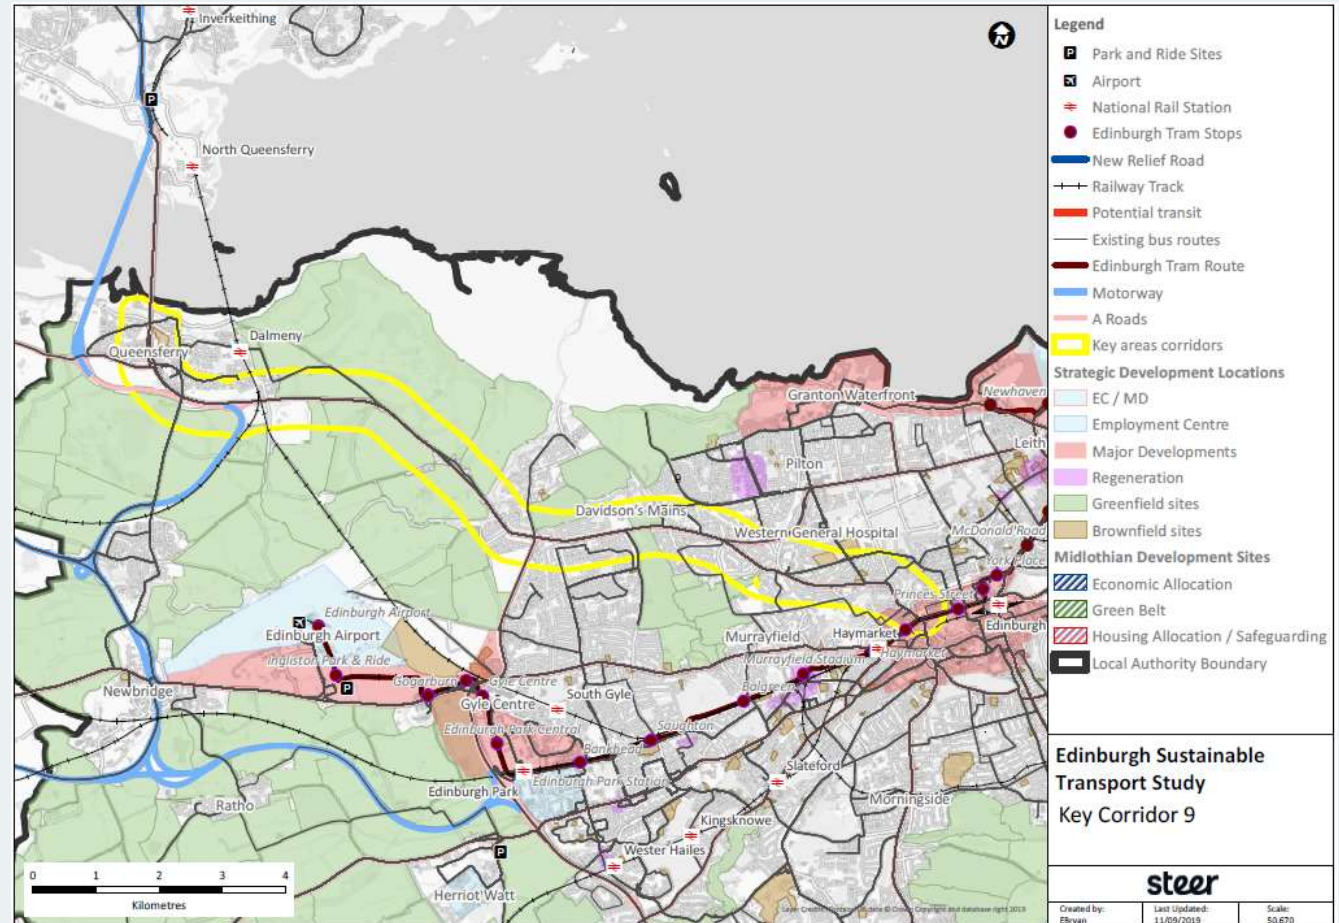 Inverkeithing
North Queensferry
Dalmeny
Queensferry
Granton Waterfront
Newhaven
Leith
Pilton
Davidson's Mains
Western General Hospital
McDonald Road
York Place
Princes Street
Edinburgh Airport
Edinburgh Airport
Murrayfield
Haymarket
Edinburgh
Ingliston Park & Ride
Murrayfield Stadium
Haymarket
Newbridge
Gogarburn
Gyle Centre
Gyle Centre
South Gyle
Balgreen
Edinburgh Park Central
Saughton
Bankhead
Edinburgh Park Station
Edinburgh Park
Slateford
Morningside
Ratho
Kingsknowe
Wester Hailes
Herriot Watt
0 1 2 3 4
Kilometres
N
P
P
P
Legend
P Park and Ride Sites
Airport
National Rail Station
Edinburgh Tram Stops
New Relief Road
Railway Track
Potential transit
Existing bus routes
Edinburgh Tram Route
Motorway
A Roads
Key areas corridors
Strategic Development Locations
EC / MD
Employment Centre
Major Developments
Regeneration
Greenfield sites
Brownfield sites
Midlothian Development Sites
Economic Allocation
Green Belt
Housing Allocation / Safeguarding
Local Authority Boundary
Edinburgh Sustainable
Transport Study
Key Corridor 9
steer
Created by: Last Updated: Scale:
EBryan 11/09/2019 50,670